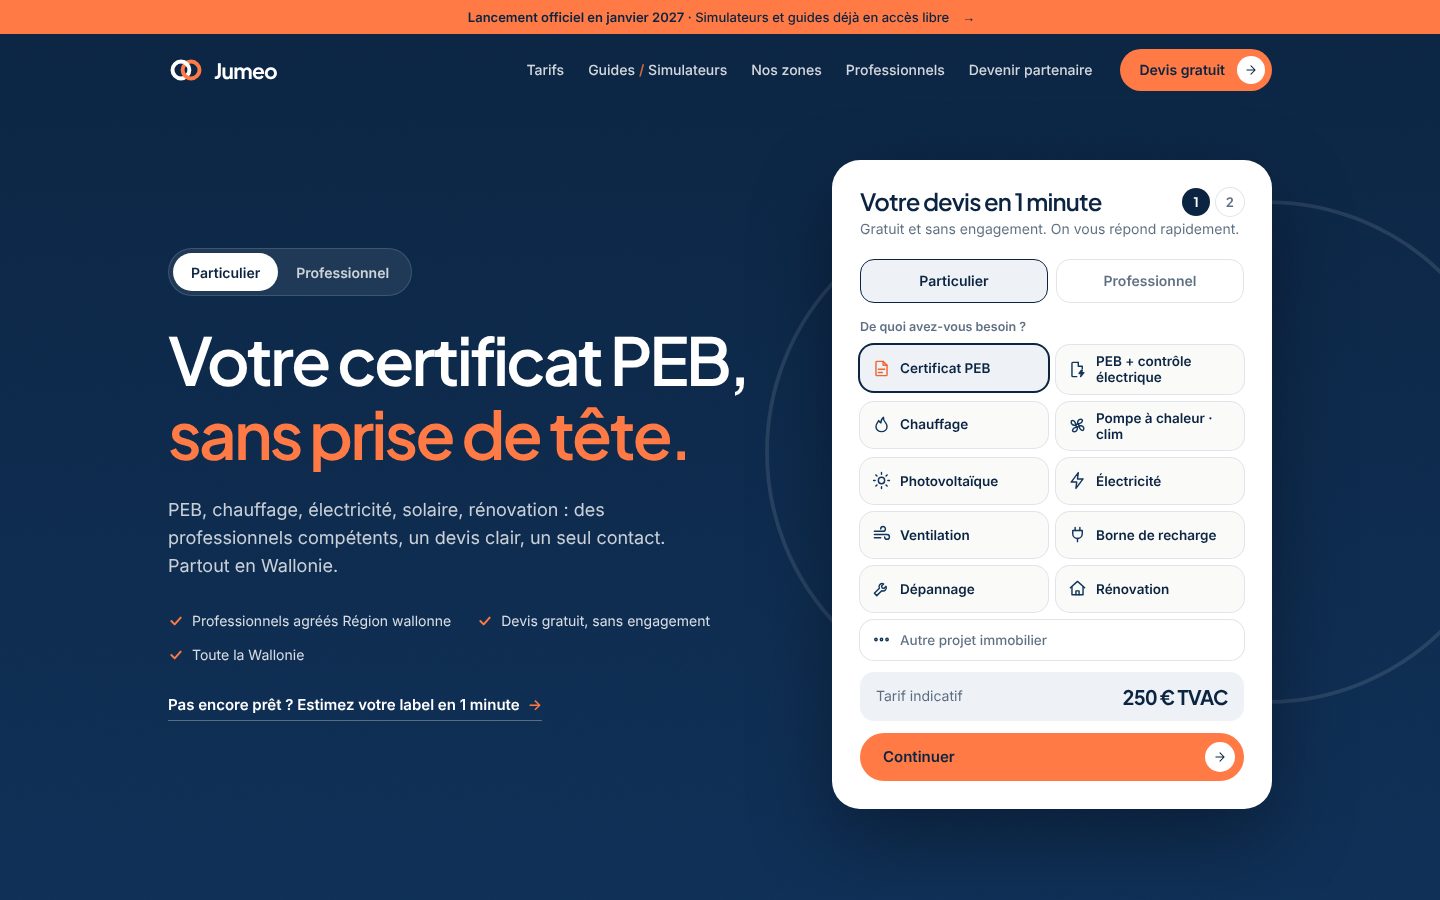 Lancement officiel en janvier 2027 · Simulateurs et guides déjà en accès libre →
Jumeo
Tarifs
Guides / Simulateurs
Nos zones
Professionnels
Devenir partenaire
Devis gratuit →
Particulier
Professionnel
Votre certificat PEB,
sans prise de tête.
PEB, chauffage, électricité, solaire, rénovation : des
professionnels compétents, un devis clair, un seul contact.
Partout en Wallonie.
Professionnels agréés Région wallonne
Devis gratuit, sans engagement
Toute la Wallonie
Pas encore prêt ? Estimez votre label en 1 minute →
Votre devis en 1 minute
1
2
Gratuit et sans engagement. On vous répond rapidement.
Particulier
Professionnel
De quoi avez-vous besoin ?
Certificat PEB
PEB + contrôle
électrique
Chauffage
Pompe à chaleur ·
clim
Photovoltaïque
Électricité
Ventilation
Borne de recharge
Dépannage
Rénovation
Autre projet immobilier
Tarif indicatif
250 € TVAC
Continuer →